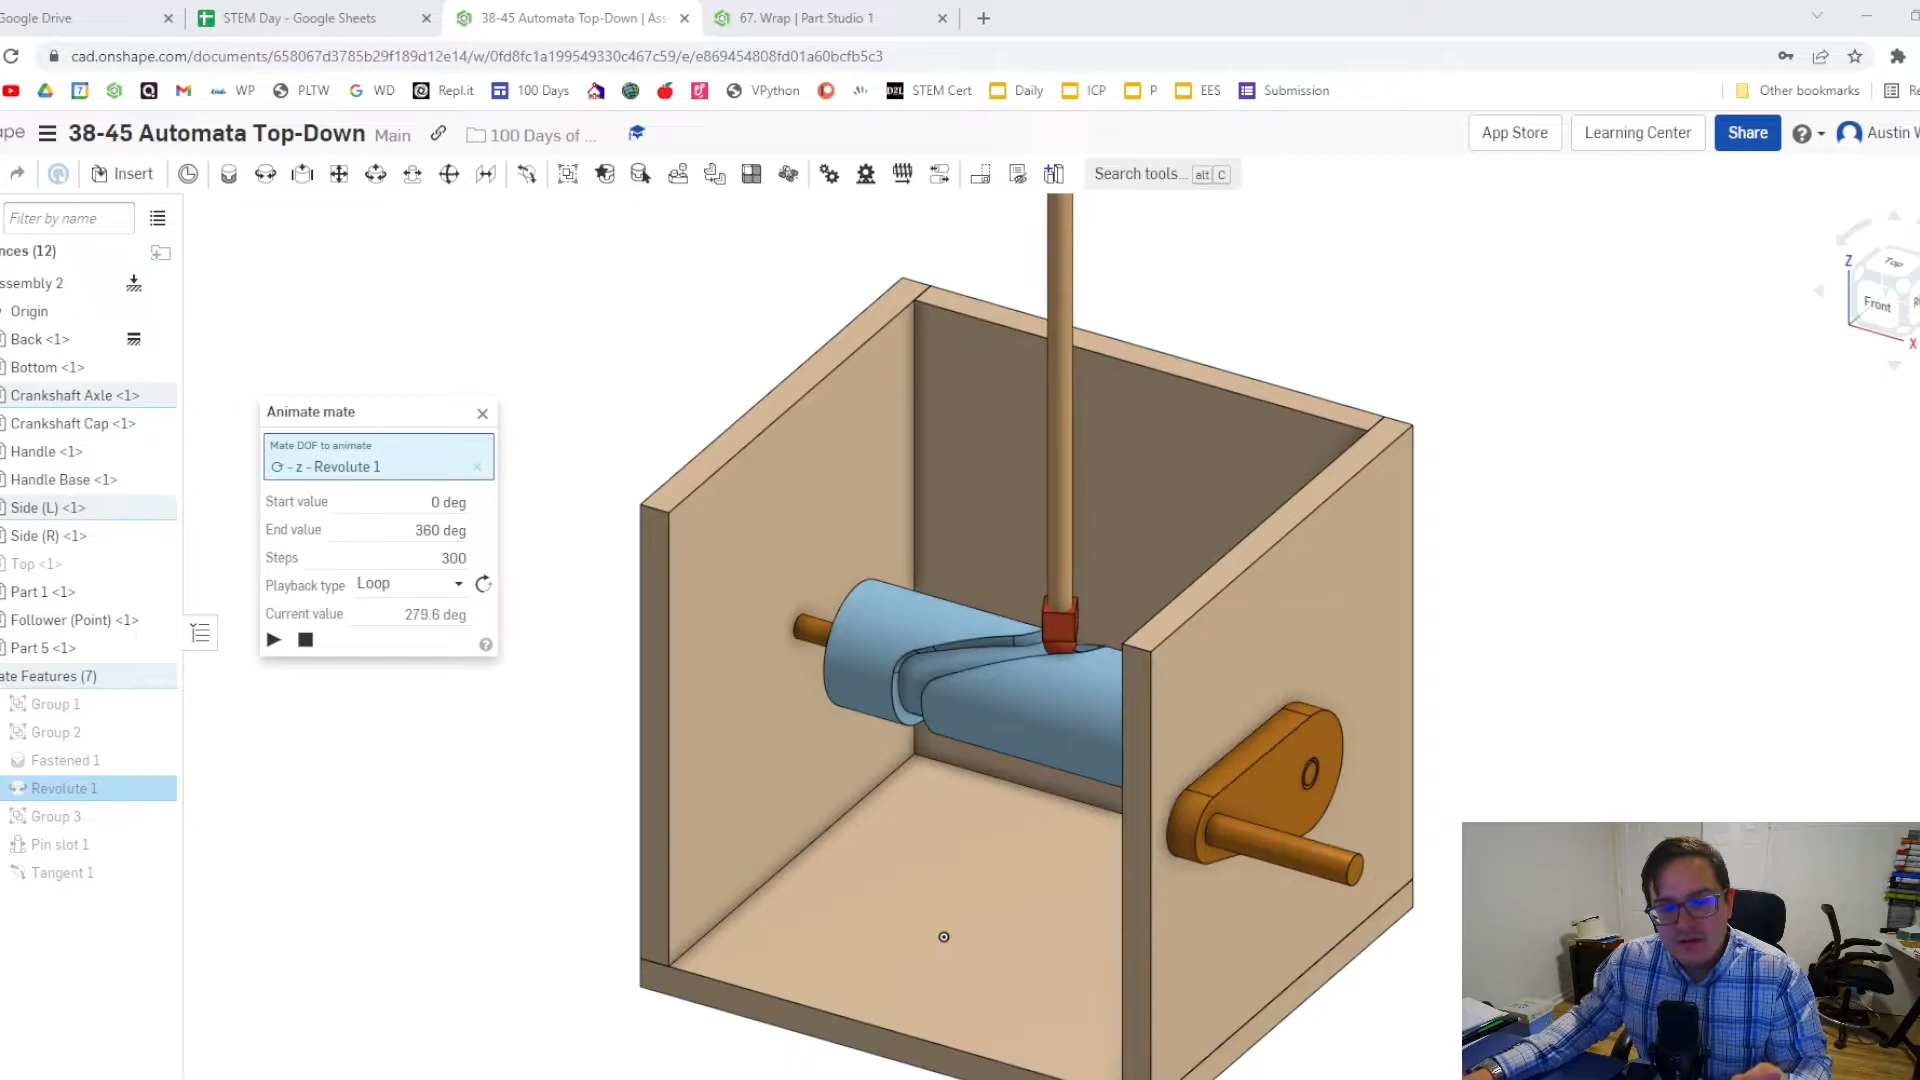 Google Drive
STEM Day - Google Sheets
38-45 Automata Top-Down | Ass
67. Wrap | Part Studio 1
cad.onshape.com/documents/658067d3785b29f189d12e14/w/0fd8fc1a199549330c467c59/e/e869454808fd01a60bcfb5c3
WP
PLTW
WD
Repl.it
100 Days
VPython
STEM Cert
Daily
ICP
P
EES
Submission
Other bookmarks
Re
ape
38-45 Automata Top-Down
Main
100 Days of ...
App Store
Learning Center
Share
Austin W
Insert
Search tools... alt C
Filter by name
nces (12)
ssembly 2
Origin
Back <1>
Bottom <1>
Crankshaft Axle <1>
Crankshaft Cap <1>
Handle <1>
Handle Base <1>
Side (L) <1>
Side (R) <1>
Top <1>
Part 1 <1>
Follower (Point) <1>
Part 5 <1>
ate Features (7)
Group 1
Group 2
Fastened 1
Revolute 1
Group 3
Pin slot 1
Tangent 1
Animate mate
Mate DOF to animate
- z - Revolute 1
Start value 0 deg
End value 360 deg
Steps 300
Playback type Loop
Current value 279.6 deg
Z
Top
Front
X